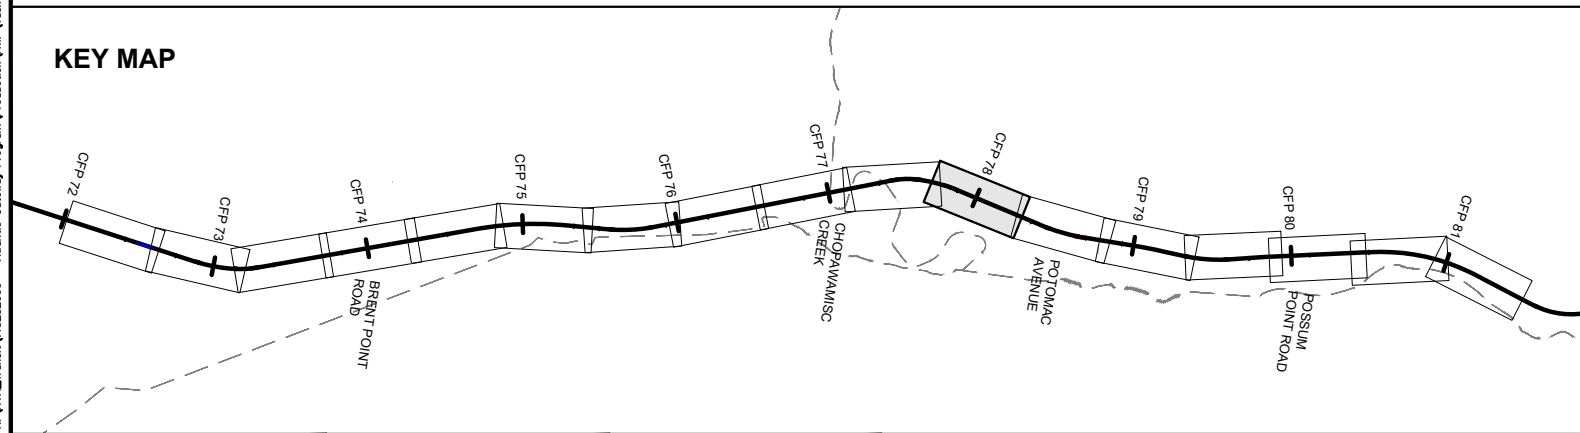 KEY MAP
CFP 72
CFP 73
CFP 74
BRENT POINT
ROAD
CFP 75
CFP 76
CFP 77
CHOPAWAMISC
CREEK
CFP 78
POTOMAC
AVENUE
CFP 79
CFP 80
POSSUM
POINT ROAD
CFP 81